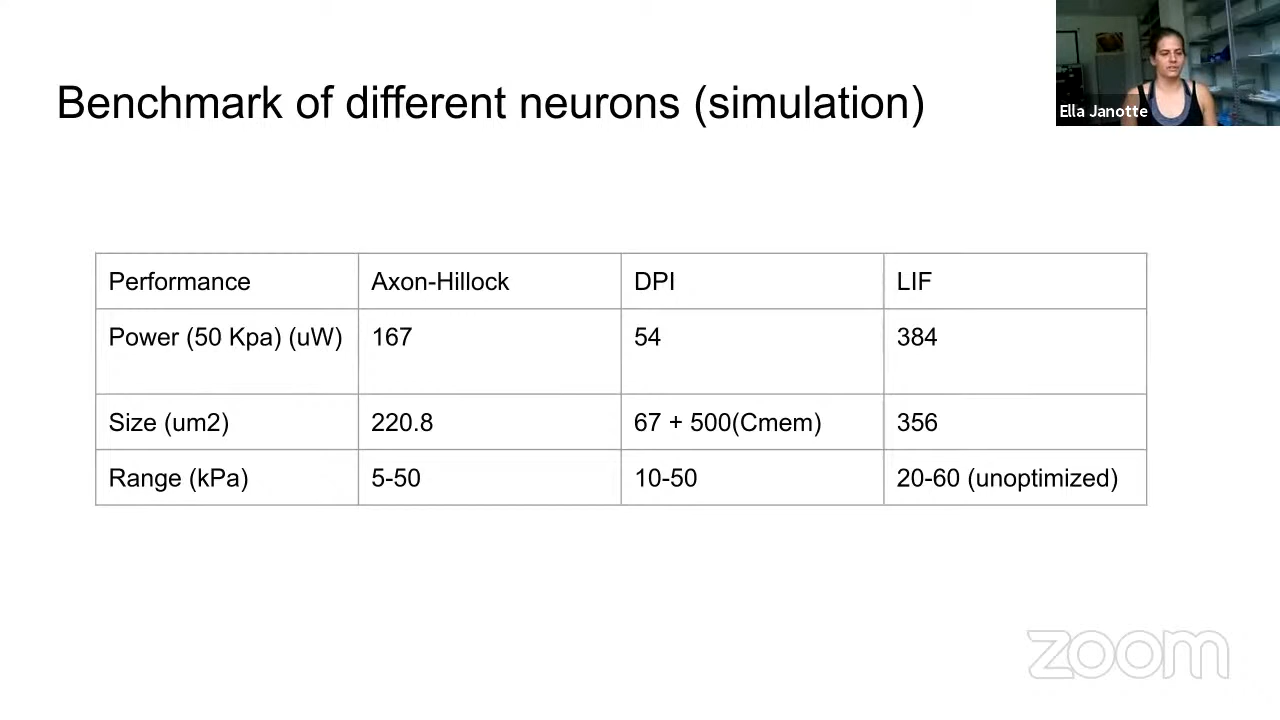 Benchmark of different neurons (simulation)
Ella Janotte
Performance Axon-Hillock DPI LIF
Power (50 Kpa) (uW) 167 54 384
Size (um2) 220.8 67 + 500(Cmem) 356
Range (kPa) 5-50 10-50 20-60 (unoptimized)
zoom